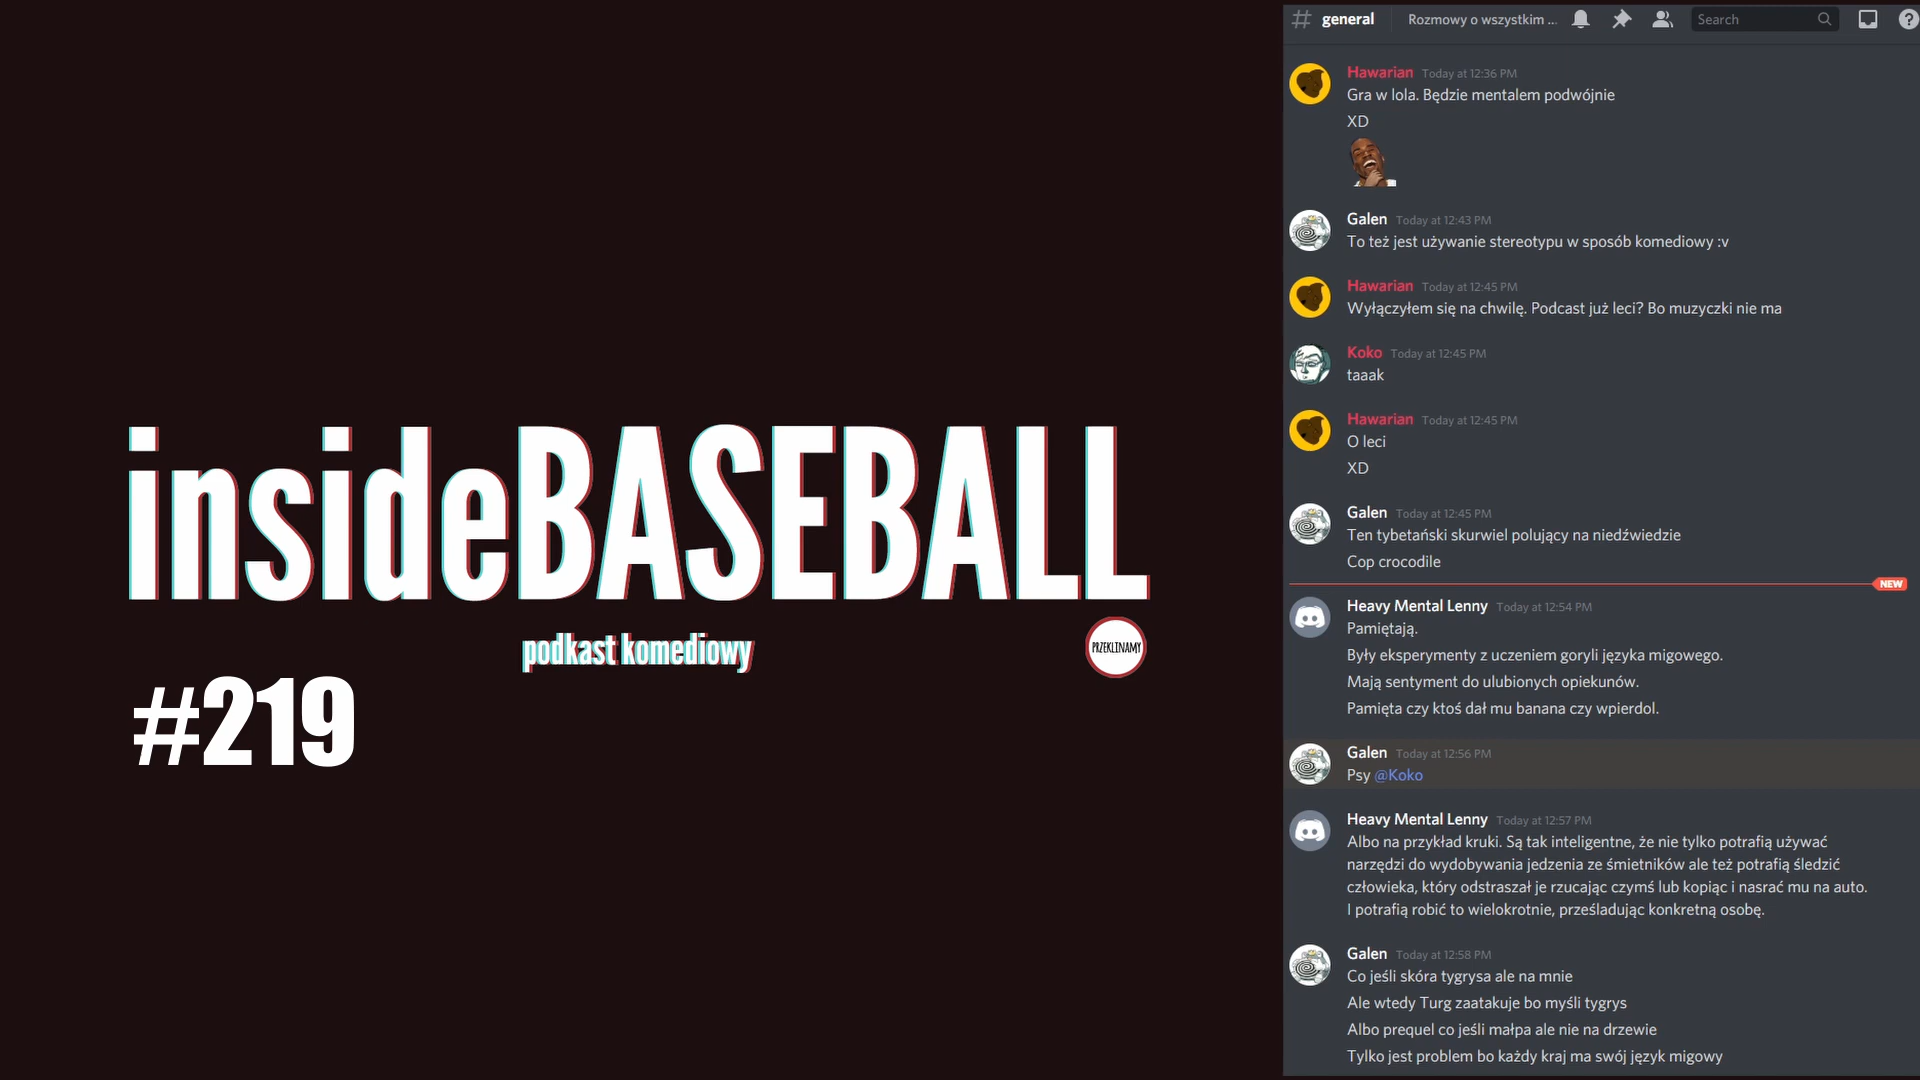 insideBASEBALL
podkast komediowy
PRZEKLINAMY
#219
# general
Rozmowy o wszystkim ...
Search
Hawarian Today at 12:36 PM
Gra w lola. Będzie mentalem podwójnie
XD
Galen Today at 12:43 PM
To też jest używanie stereotypu w sposób komediowy :v
Hawarian Today at 12:45 PM
Wyłączyłem się na chwilę. Podcast już leci? Bo muzyczki nie ma
Koko Today at 12:45 PM
taaak
Hawarian Today at 12:45 PM
O leci
XD
Galen Today at 12:45 PM
Ten tybetański skurwiel polujący na niedźwiedzie
Cop crocodile
NEW
Heavy Mental Lenny Today at 12:54 PM
Pamiętają.
Były eksperymenty z uczeniem goryli języka migowego.
Mają sentyment do ulubionych opiekunów.
Pamięta czy ktoś dał mu banana czy wpierdol.
Galen Today at 12:56 PM
Psy @Koko
Heavy Mental Lenny Today at 12:57 PM
Albo na przykład kruki. Są tak inteligentne, że nie tylko potrafią używać
narzędzi do wydobywania jedzenia ze śmietników ale też potrafią śledzić
człowieka, który odstraszał je rzucając czymś lub kopiąc i nasrać mu na auto.
I potrafią robić to wielokrotnie, prześladując konkretną osobę.
Galen Today at 12:58 PM
Co jeśli skóra tygrysa ale na mnie
Ale wtedy Turg zaatakuje bo myśli tygrys
Albo prequel co jeśli małpa ale nie na drzewie
Tylko jest problem bo każdy kraj ma swój język migowy